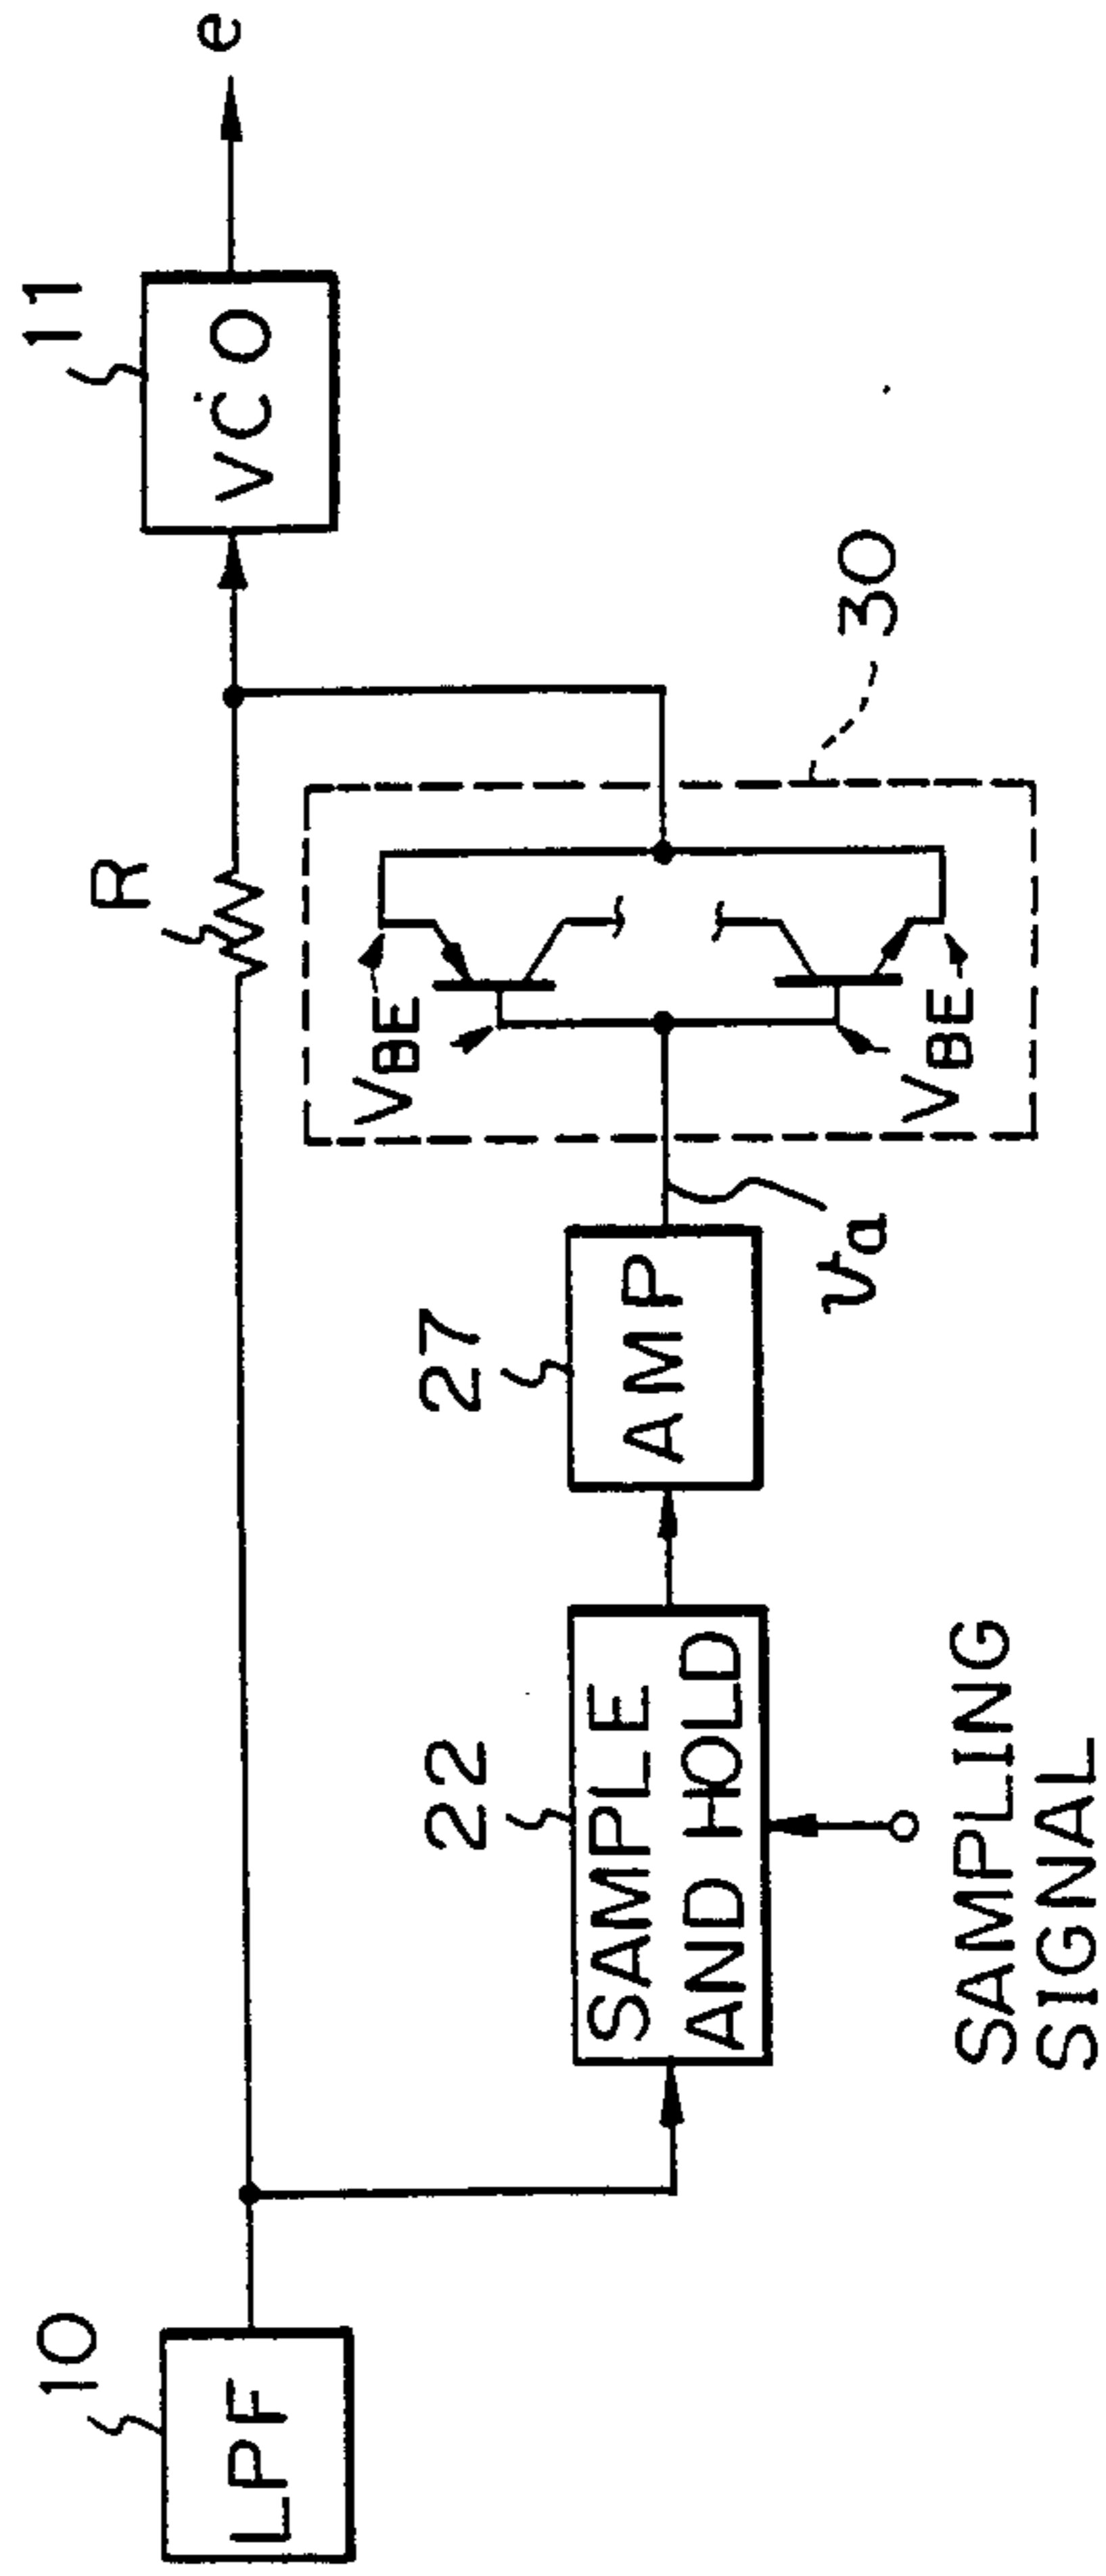 10
LPF
R
11
VCO
e
22
SAMPLE
AND HOLD
27
AMP
va
VBE
VBE
30
SAMPLING
SIGNAL